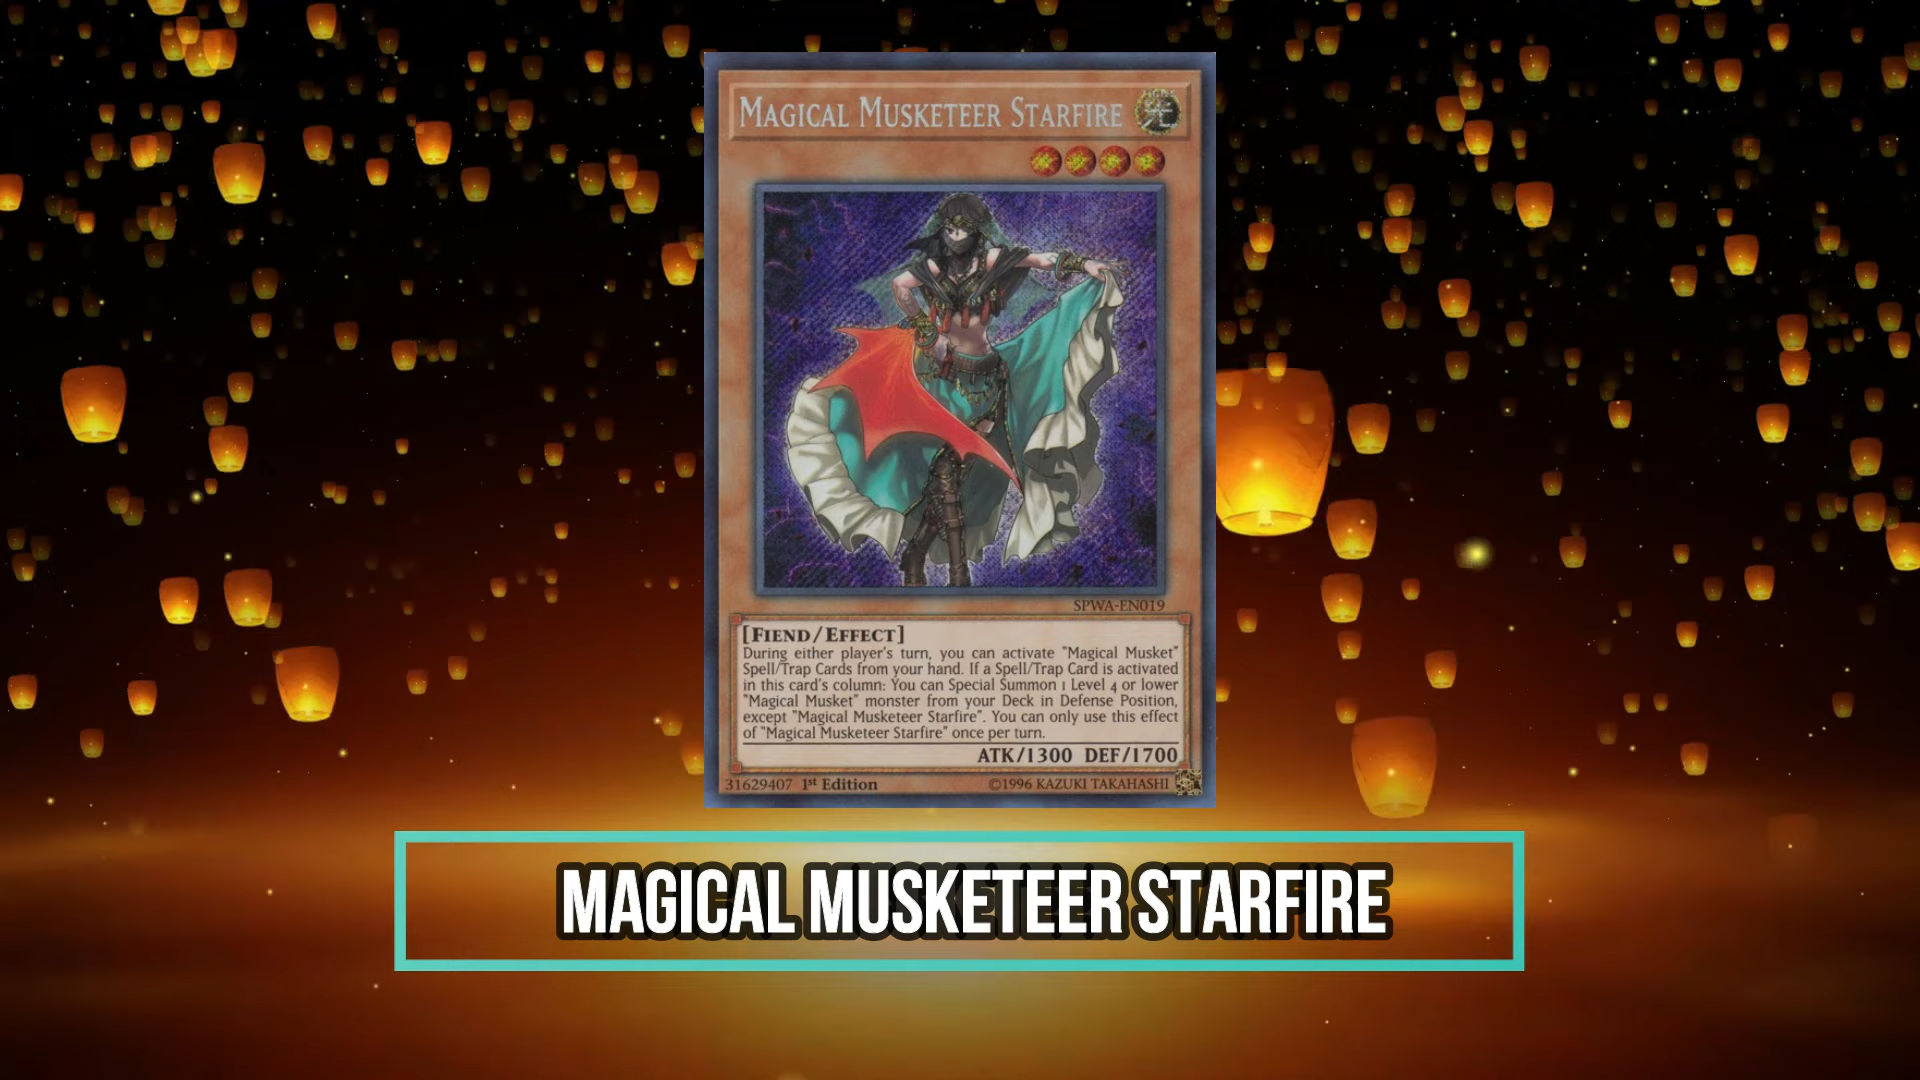 MAGICAL MUSKETEER STARFIRE
光
SPWA-EN019
[FIEND/EFFECT]
During either player's turn, you can activate "Magical Musket"
Spell/Trap Cards from your hand. If a Spell/Trap Card is activated
in this card's column: You can Special Summon 1 Level 4 or lower
"Magical Musket" monster from your Deck in Defense Position,
except "Magical Musketeer Starfire". You can only use this effect
of "Magical Musketeer Starfire" once per turn.
ATK/1300 DEF/1700
31629407 1st Edition ©1996 KAZUKI TAKAHASHI
MAGICAL MUSKETEER STARFIRE